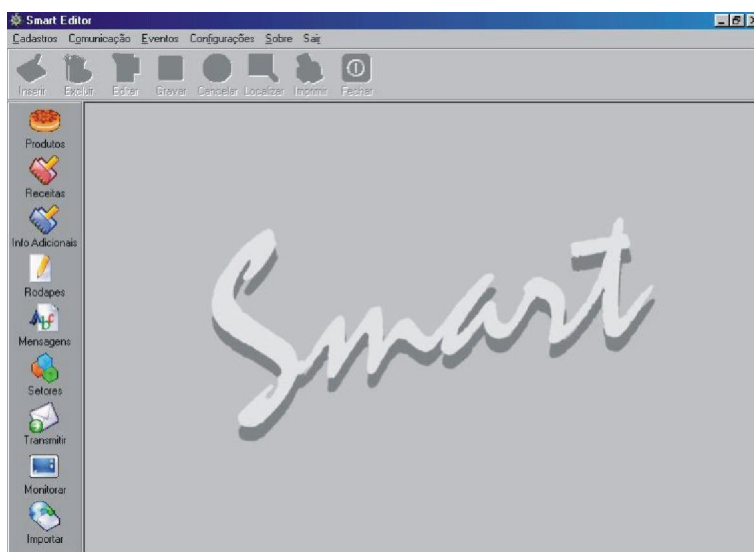 Smart Editor
Cadastros Comunicação Eventos Configurações Sobre Sair
Inserir Excluir Editar Gravar Cancelar Localizar Imprimir Fechar
Produtos
Receitas
Info Adicionais
Rodapes
Mensagens
Setores
Transmitir
Monitorar
Importar
Smart